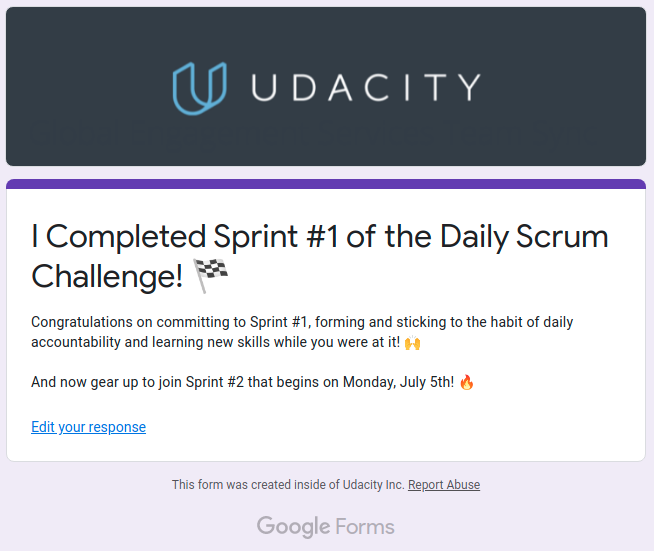 UDACITY
I Completed Sprint #1 of the Daily Scrum
Challenge! 🏁
Congratulations on committing to Sprint #1, forming and sticking to the habit of daily
accountability and learning new skills while you were at it! 🙌
And now gear up to join Sprint #2 that begins on Monday, July 5th! 🔥
Edit your response
This form was created inside of Udacity Inc. Report Abuse
Google Forms